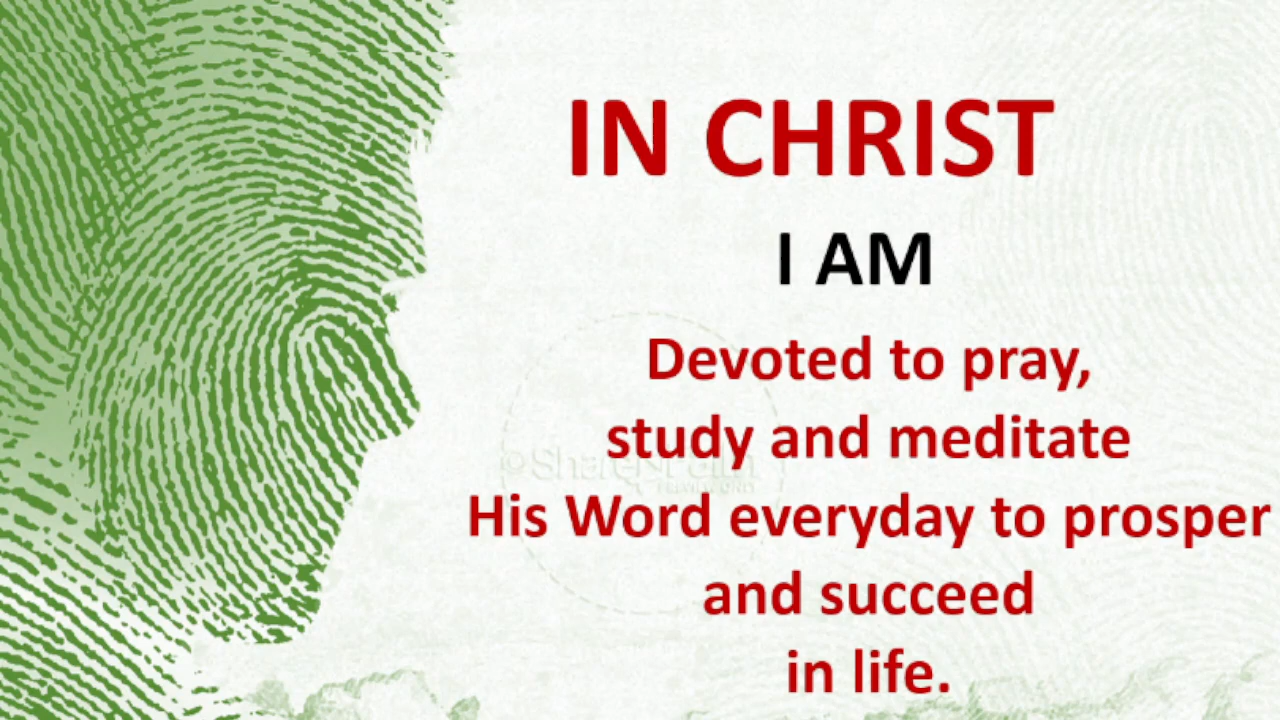 IN CHRIST
I AM
Devoted to pray,
study and meditate
His Word everyday to prosper
and succeed
in life.